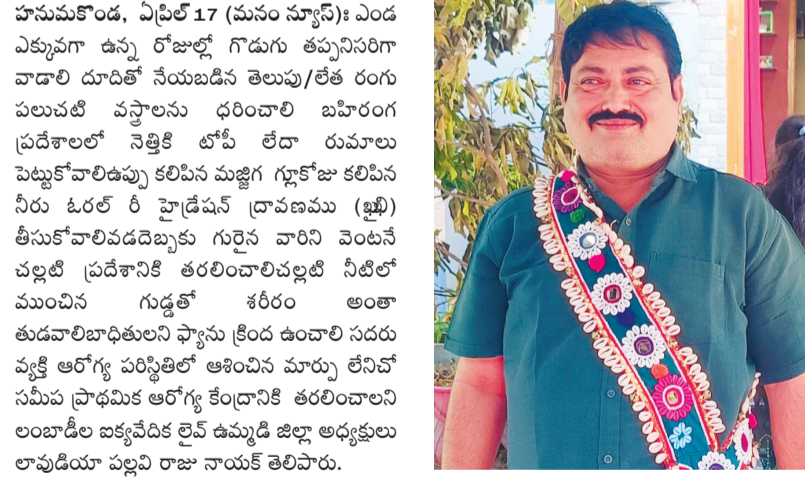 హనుమకొండ, ఏప్రిల్ 17 (మనం న్యూస్)ః ఎండ
ఎక్కువగా ఉన్న రోజుల్లో గొడుగు తప్పనిసరిగా
వాడాలి దూదితో నేయబడిన తెలుపు/లేత రంగు
పలుచటి వస్త్రాలను ధరించాలి బహిరంగ
ప్రదేశాలలో నెత్తికి టోపీ లేదా రుమాలు
పెట్టుకోవాలిఉప్పు కలిపిన మజ్జిగ గ్లూకోజు కలిపిన
నీరు ఓరల్ రీ హైడ్రేషన్ ద్రావణము
తీసుకోవాలివడదెబ్బకు గురైన వారిని వెంటనే
చల్లటి ప్రదేశానికి తరలించాలిచల్లటి నీటిలో
ముంచిన గుడ్డతో శరీరం అంతా
తుడవాలిబాధితులని ఫ్యాను క్రింద ఉంచాలి సదరు
వ్యక్తి ఆరోగ్య పరిస్థితిలో ఆశించిన మార్పు లేనిచో
సమీప ప్రాథమిక ఆరోగ్య కేంద్రానికి తరలించాలని
లంబాడీల ఐక్యవేదిక లైవ్ ఉమ్మడి జిల్లా అధ్యక్షులు
లావుడియా పల్లవి రాజు నాయక్ తెలిపారు.